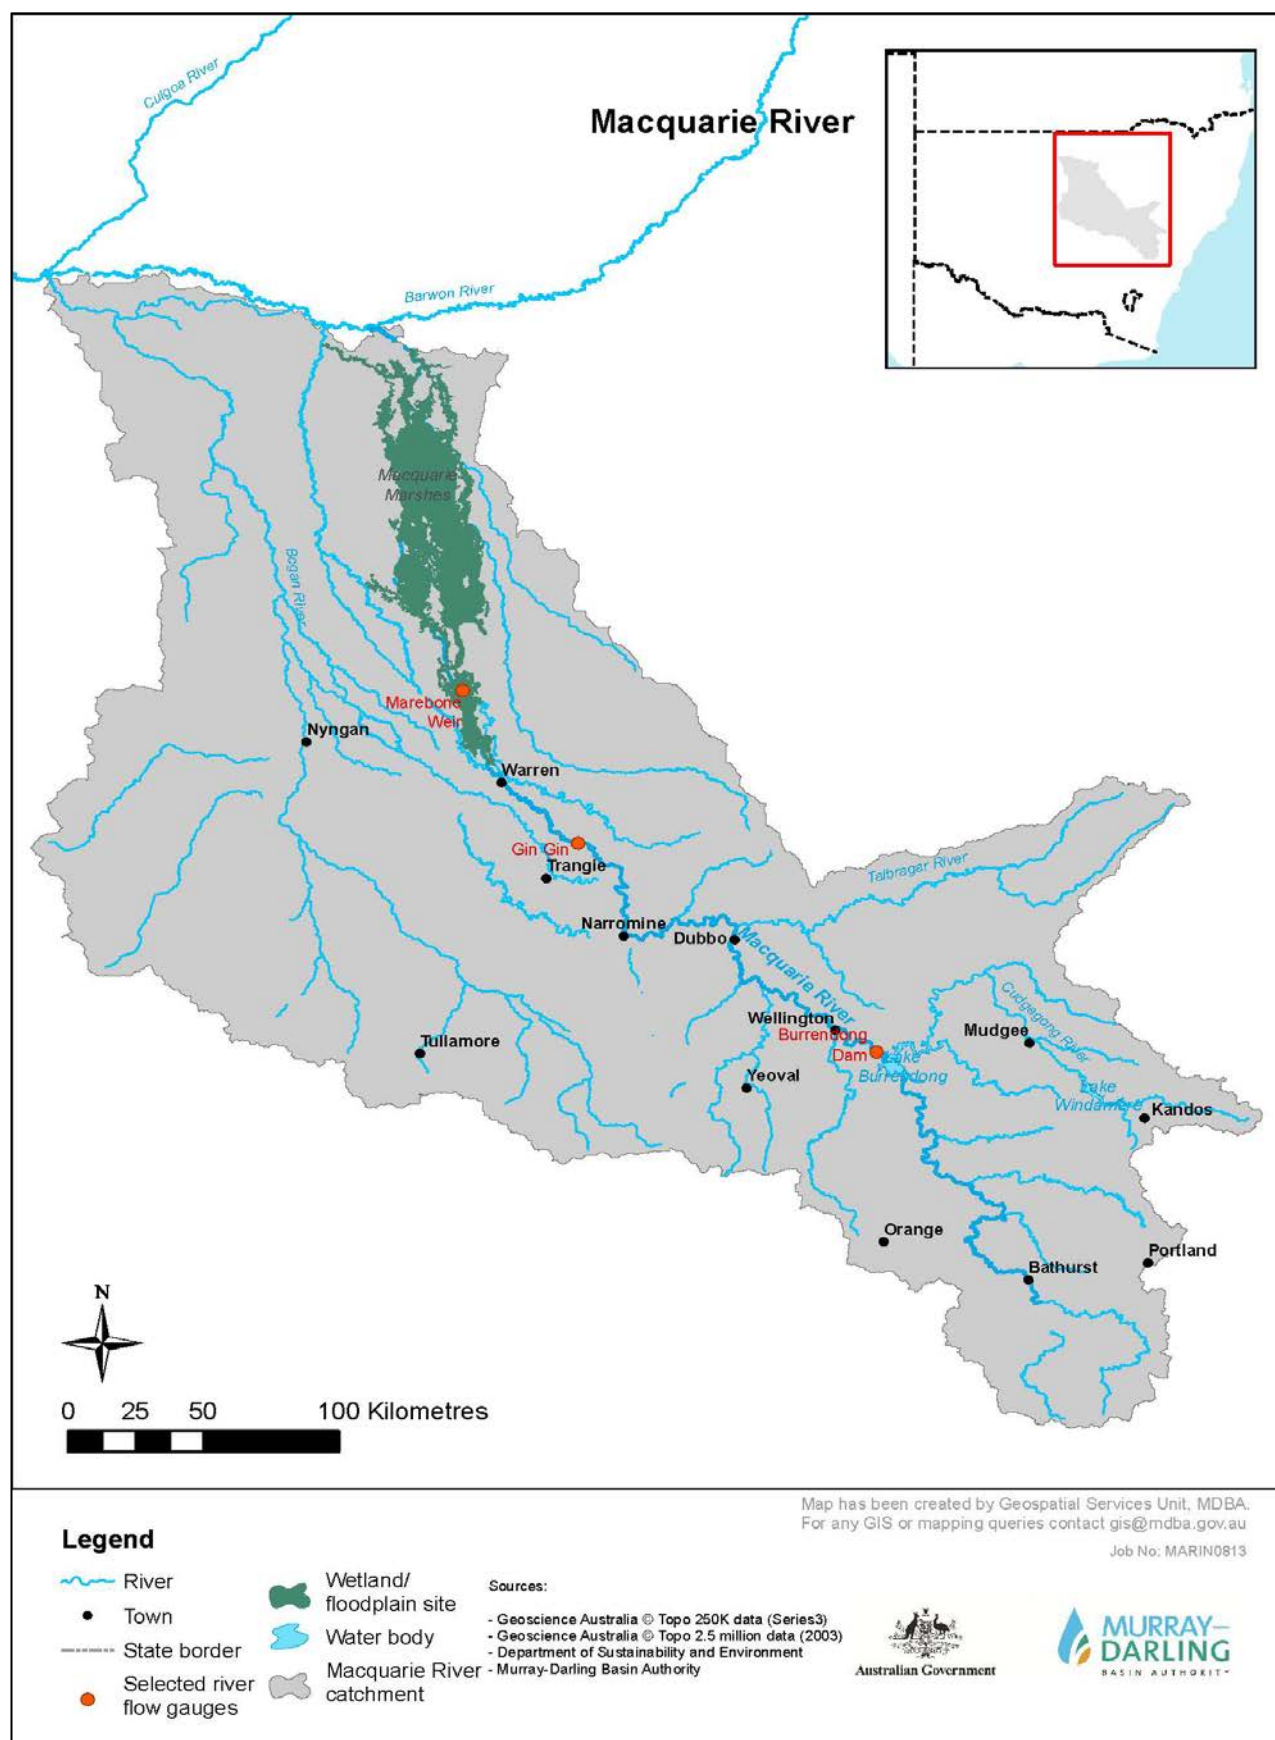 Macquarie River
Culgoa River
Barwon River
Macquarie
Marshes
Bogan River
Marebone
Weir
Nyngan
Warren
Gin Gin
Trangie
Talbragar River
Narromine
Dubbo
Macquarie River
Wellington
Burrendong
Dam
Lake
Burrendong
Cudgegong River
Mudgee
Tullamore
Yeoval
Lake
Windamere
Kandos
Orange
Portland
Bathurst
N
0 25 50 100 Kilometres
Map has been created by Geospatial Services Unit, MDBA.
For any GIS or mapping queries contact gis@mdba.gov.au
Job No: MARIN0813
Legend
River
Town
State border
Selected river
flow gauges
Wetland/
floodplain site
Water body
Macquarie River
catchment
Sources:
- Geoscience Australia © Topo 250K data (Series3)
- Geoscience Australia © Topo 2.5 million data (2003)
- Department of Sustainability and Environment
- Murray-Darling Basin Authority
Australian Government
MURRAY–
DARLING
BASIN AUTHORITY